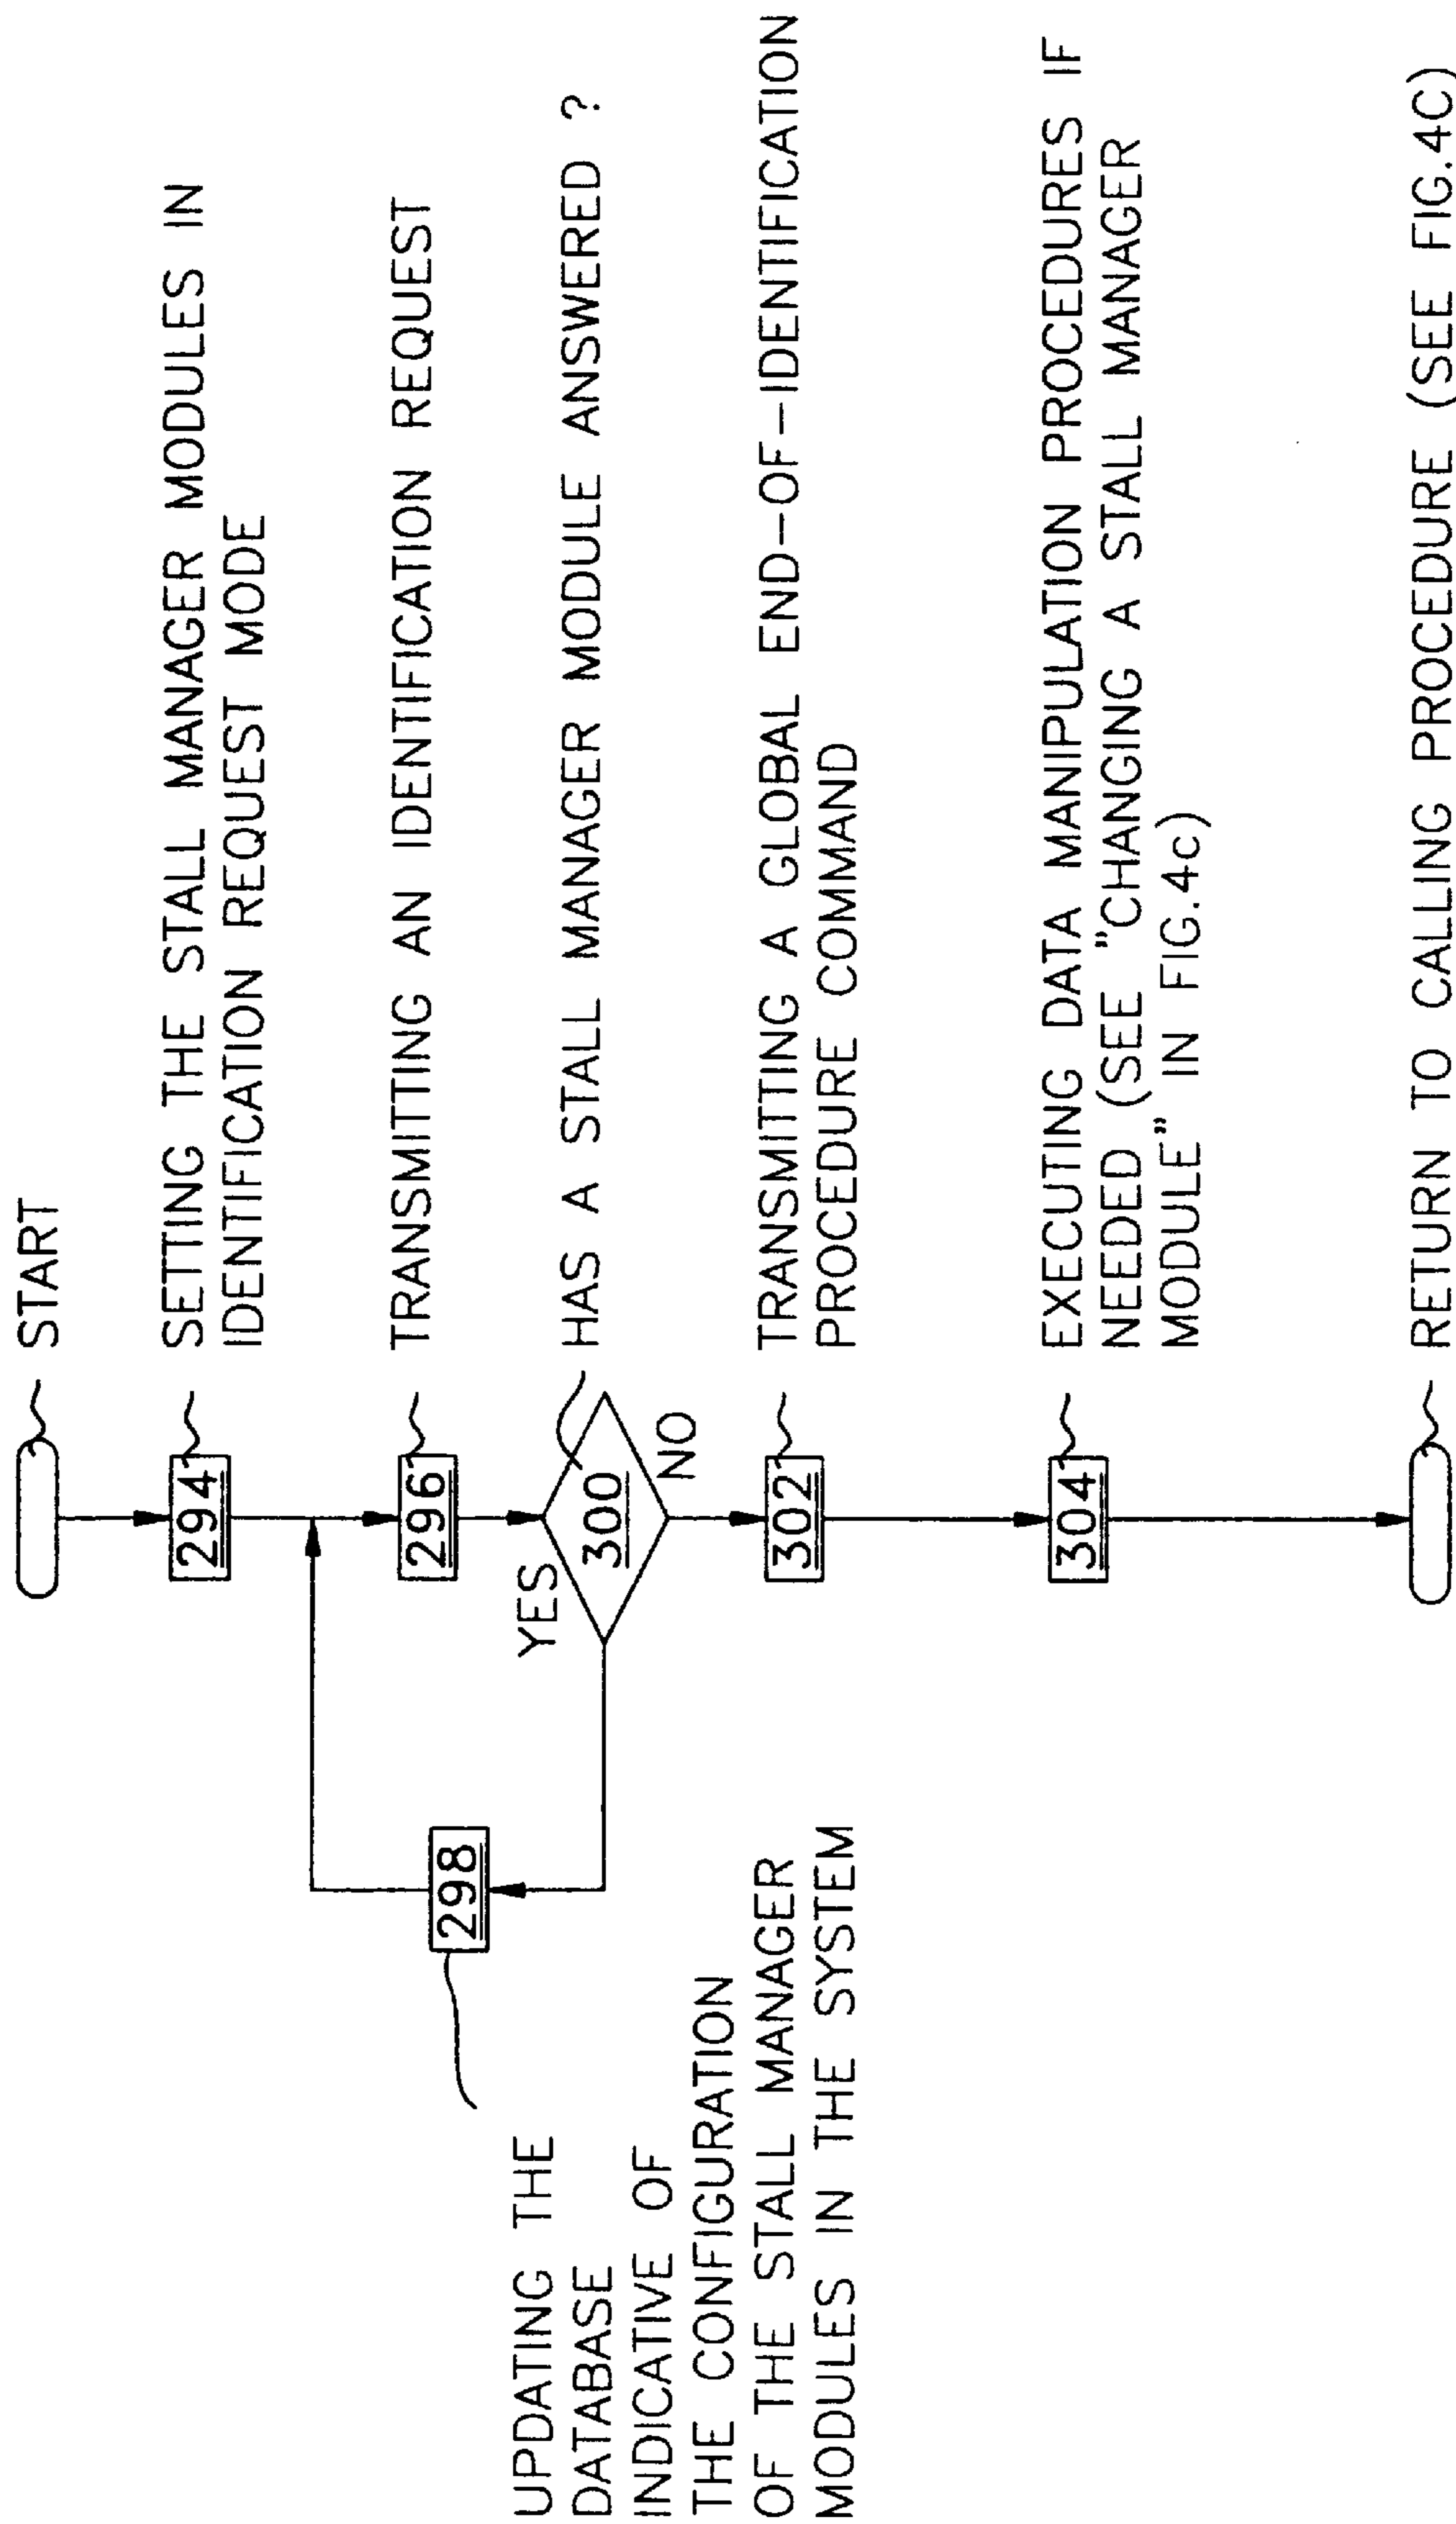 START
294
SETTING THE STALL MANAGER MODULES IN
IDENTIFICATION REQUEST MODE
296
TRANSMITTING AN IDENTIFICATION REQUEST
YES
300
HAS A STALL MANAGER MODULE ANSWERED ?
NO
298
UPDATING THE
DATABASE
INDICATIVE OF
THE CONFIGURATION
OF THE STALL MANAGER
MODULES IN THE SYSTEM
302
TRANSMITTING A GLOBAL END-OF-IDENTIFICATION
PROCEDURE COMMAND
304
EXECUTING DATA MANIPULATION PROCEDURES IF
NEEDED (SEE "CHANGING A STALL MANAGER
MODULE" IN FIG.4c)
RETURN TO CALLING PROCEDURE (SEE FIG.4C)